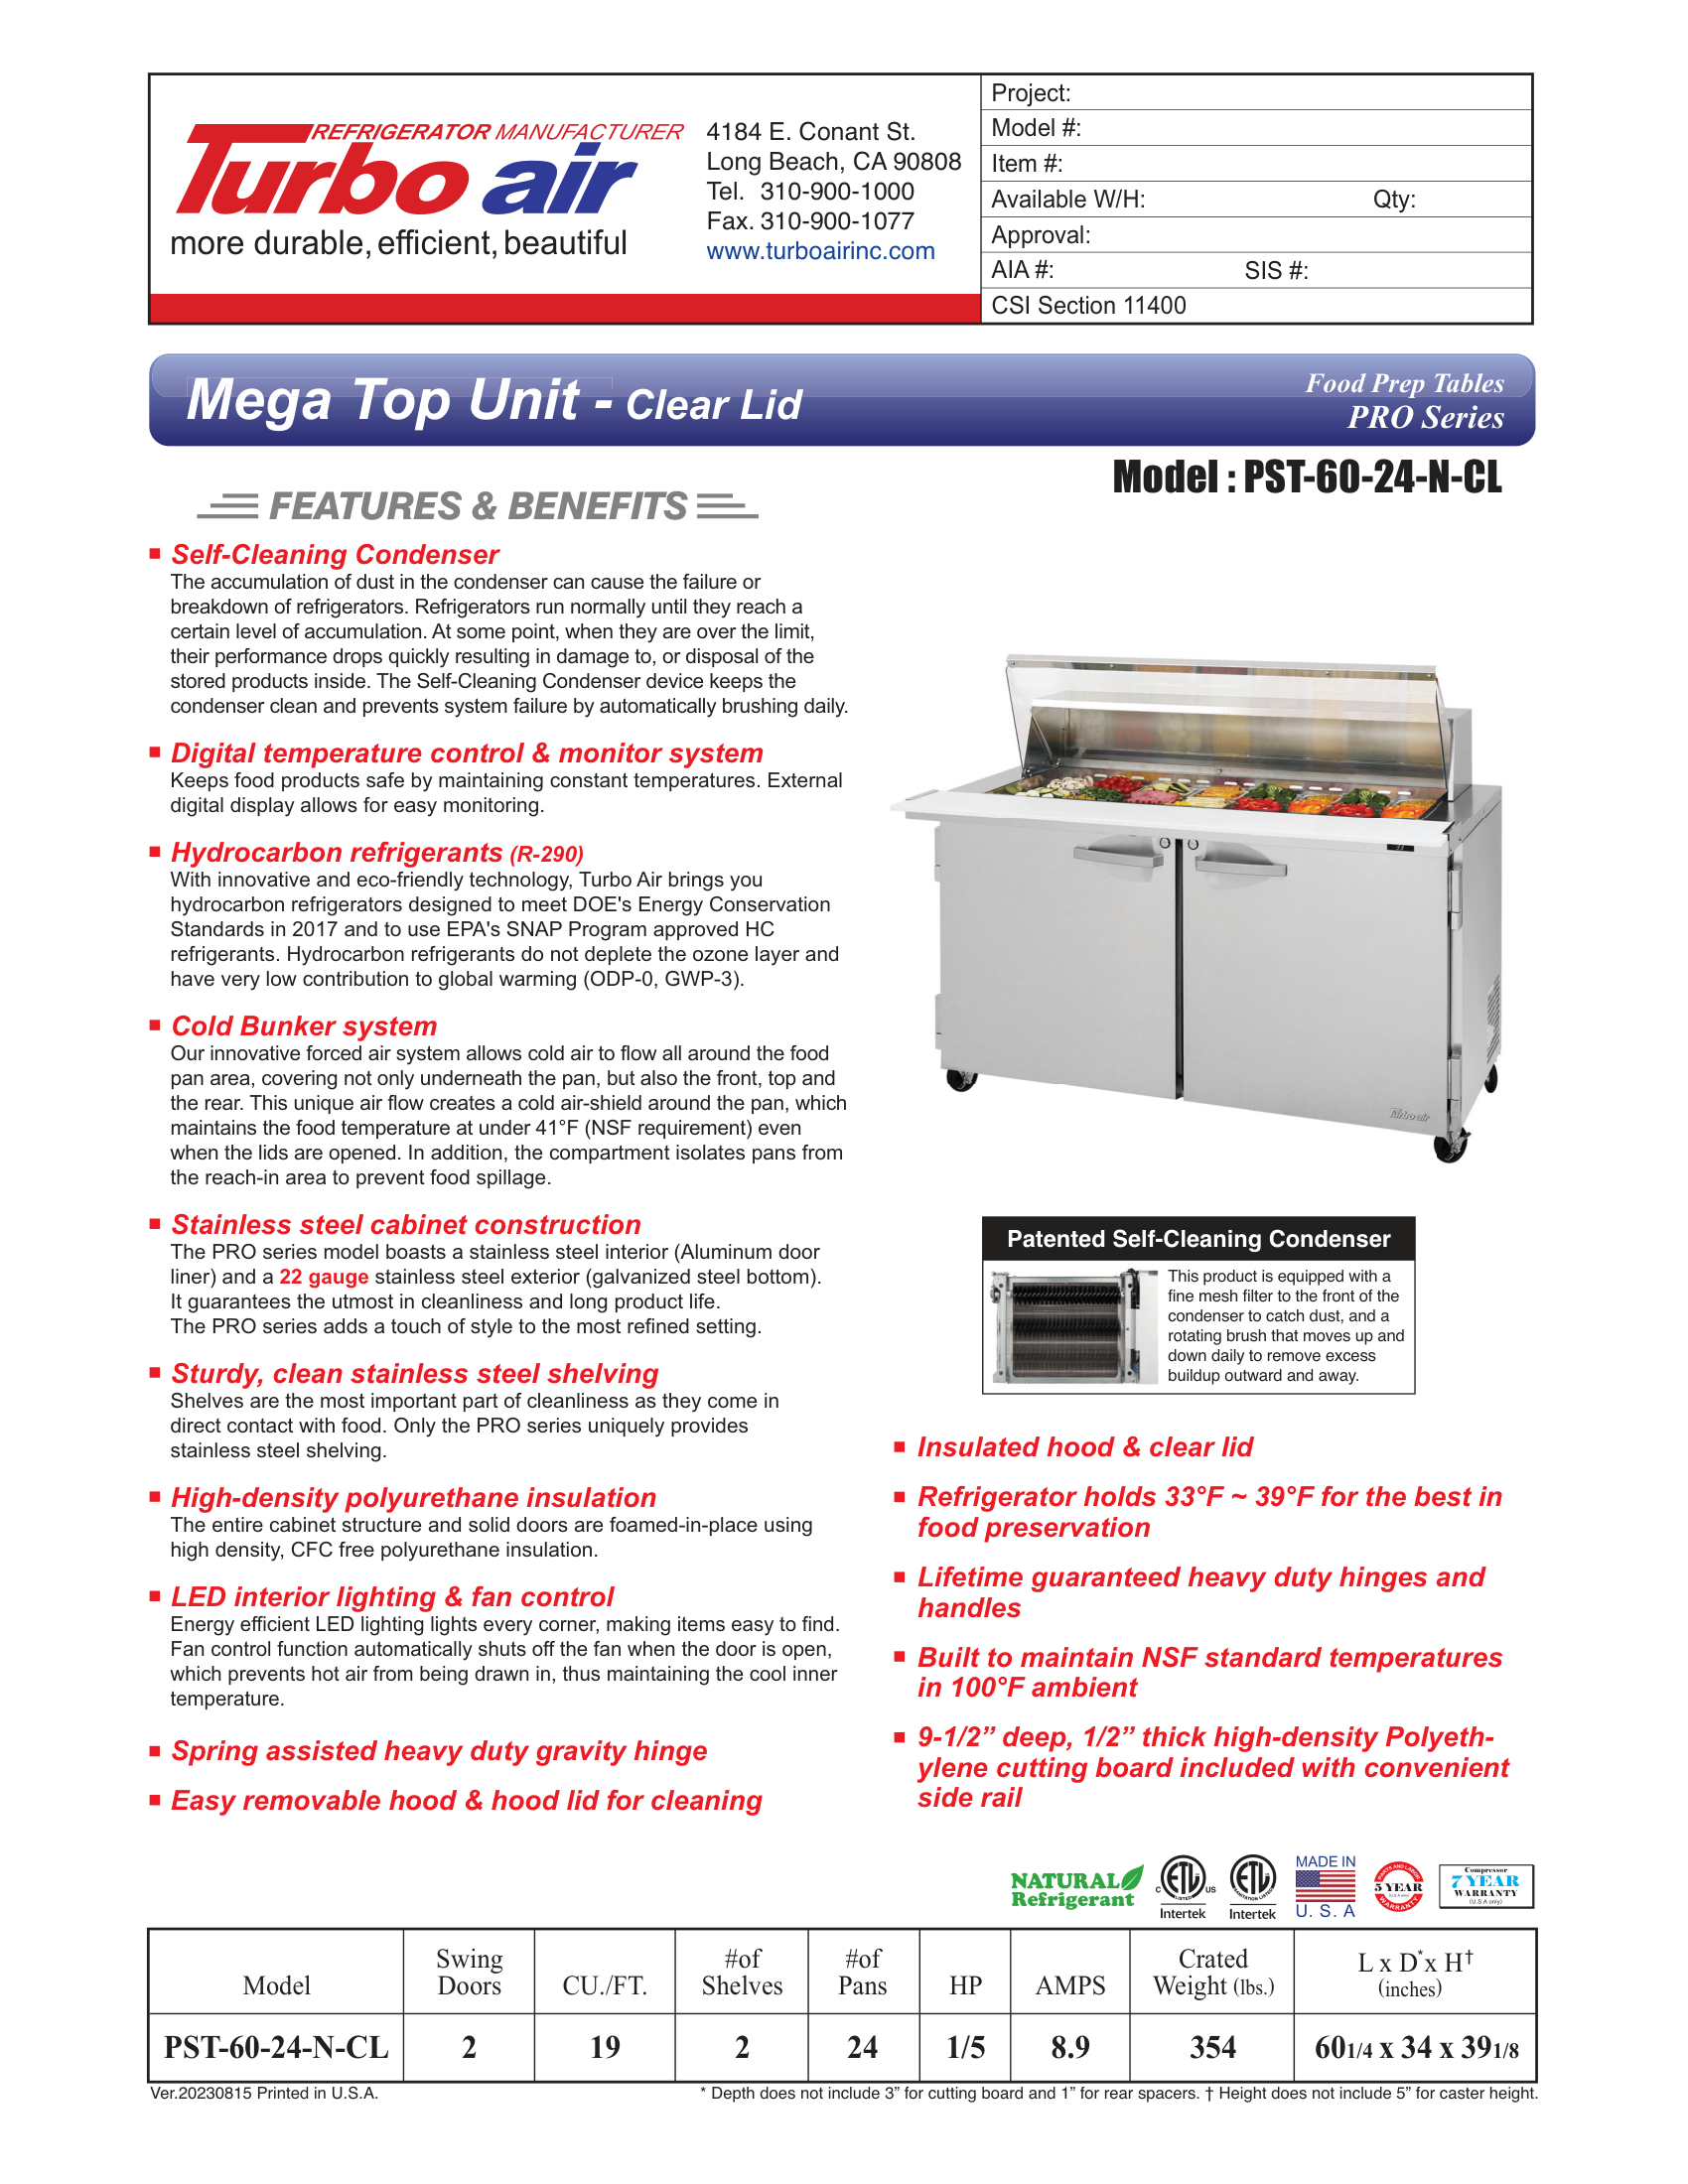 REFRIGERATOR MANUFACTURER
Turbo air
more durable, efficient, beautiful
4184 E. Conant St.
Long Beach, CA 90808
Tel. 310-900-1000
Fax. 310-900-1077
www.turboairinc.com
Project:
Model #:
Item #:
Available W/H: Qty:
Approval:
AIA #: SIS #:
CSI Section 11400
Mega Top Unit - Clear Lid
Food Prep Tables
PRO Series
Model : PST-60-24-N-CL
FEATURES & BENEFITS
Self-Cleaning Condenser
The accumulation of dust in the condenser can cause the failure or
breakdown of refrigerators. Refrigerators run normally until they reach a
certain level of accumulation. At some point, when they are over the limit,
their performance drops quickly resulting in damage to, or disposal of the
stored products inside. The Self-Cleaning Condenser device keeps the
condenser clean and prevents system failure by automatically brushing daily.
Digital temperature control & monitor system
Keeps food products safe by maintaining constant temperatures. External
digital display allows for easy monitoring.
Hydrocarbon refrigerants (R-290)
With innovative and eco-friendly technology, Turbo Air brings you
hydrocarbon refrigerators designed to meet DOE's Energy Conservation
Standards in 2017 and to use EPA's SNAP Program approved HC
refrigerants. Hydrocarbon refrigerants do not deplete the ozone layer and
have very low contribution to global warming (ODP-0, GWP-3).
Cold Bunker system
Our innovative forced air system allows cold air to flow all around the food
pan area, covering not only underneath the pan, but also the front, top and
the rear. This unique air flow creates a cold air-shield around the pan, which
maintains the food temperature at under 41°F (NSF requirement) even
when the lids are opened. In addition, the compartment isolates pans from
the reach-in area to prevent food spillage.
Stainless steel cabinet construction
The PRO series model boasts a stainless steel interior (Aluminum door
liner) and a 22 gauge stainless steel exterior (galvanized steel bottom).
It guarantees the utmost in cleanliness and long product life.
The PRO series adds a touch of style to the most refined setting.
Sturdy, clean stainless steel shelving
Shelves are the most important part of cleanliness as they come in
direct contact with food. Only the PRO series uniquely provides
stainless steel shelving.
High-density polyurethane insulation
The entire cabinet structure and solid doors are foamed-in-place using
high density, CFC free polyurethane insulation.
LED interior lighting & fan control
Energy efficient LED lighting lights every corner, making items easy to find.
Fan control function automatically shuts off the fan when the door is open,
which prevents hot air from being drawn in, thus maintaining the cool inner
temperature.
Spring assisted heavy duty gravity hinge
Easy removable hood & hood lid for cleaning
Turbo air
Patented Self-Cleaning Condenser
This product is equipped with a
fine mesh filter to the front of the
condenser to catch dust, and a
rotating brush that moves up and
down daily to remove excess
buildup outward and away.
Insulated hood & clear lid
Refrigerator holds 33°F ~ 39°F for the best in
food preservation
Lifetime guaranteed heavy duty hinges and
handles
Built to maintain NSF standard temperatures
in 100°F ambient
9-1/2” deep, 1/2” thick high-density Polyeth-
ylene cutting board included with convenient
side rail
NATURAL
Refrigerant
C ETL US
LISTED
Intertek
ETL
SANITATION LISTED
Intertek
MADE IN
U. S. A
PARTS AND LABOR
5 YEAR
(U.S.A only)
WARRANTY
Compressor
7 YEAR
WARRANTY
(U.S.A only)
Model Swing Doors CU./FT. #of Shelves #of Pans HP AMPS Crated Weight (lbs.) L x D* x H† (inches)
PST-60-24-N-CL 2 19 2 24 1/5 8.9 354 60 1/4 x 34 x 39 1/8
Ver.20230815 Printed in U.S.A.
* Depth does not include 3” for cutting board and 1” for rear spacers. † Height does not include 5” for caster height.